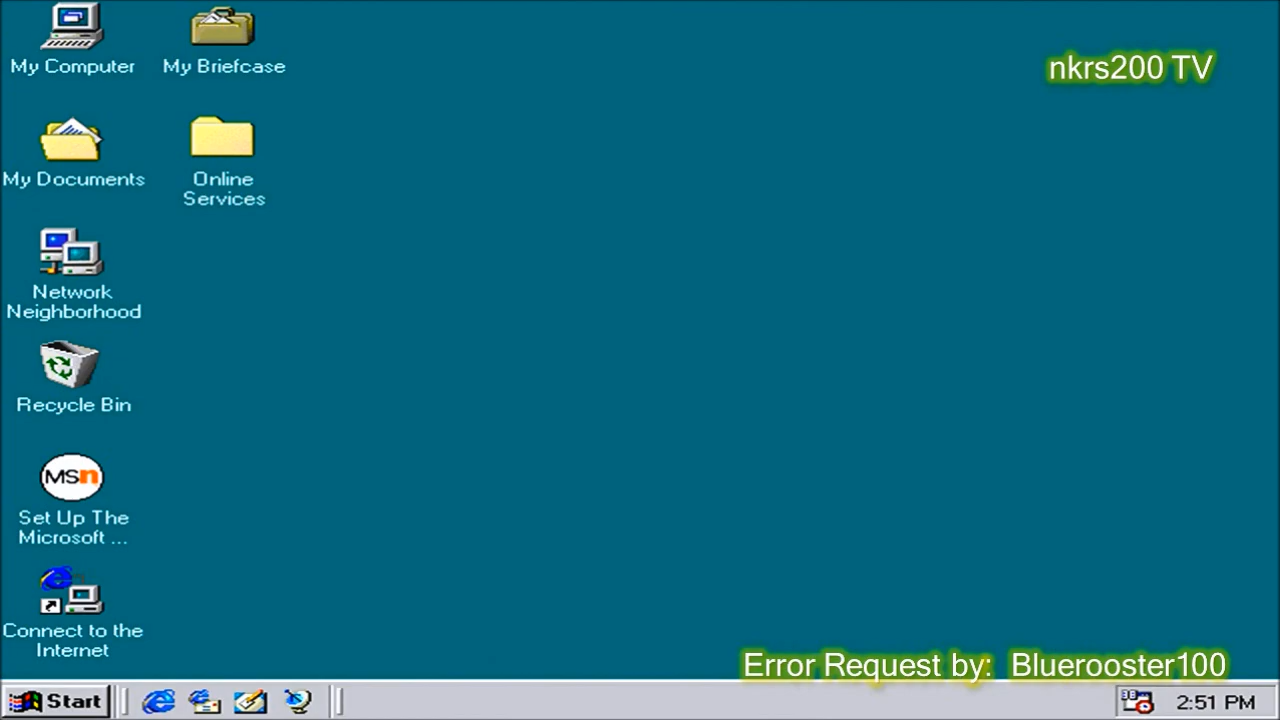 My Computer
My Briefcase
nkrs200 TV
My Documents
Online
Services
Network
Neighborhood
Recycle Bin
MSn
Set Up The
Microsoft ...
Connect to the
Internet
Error Request by: Bluerooster100
Start
2:51 PM